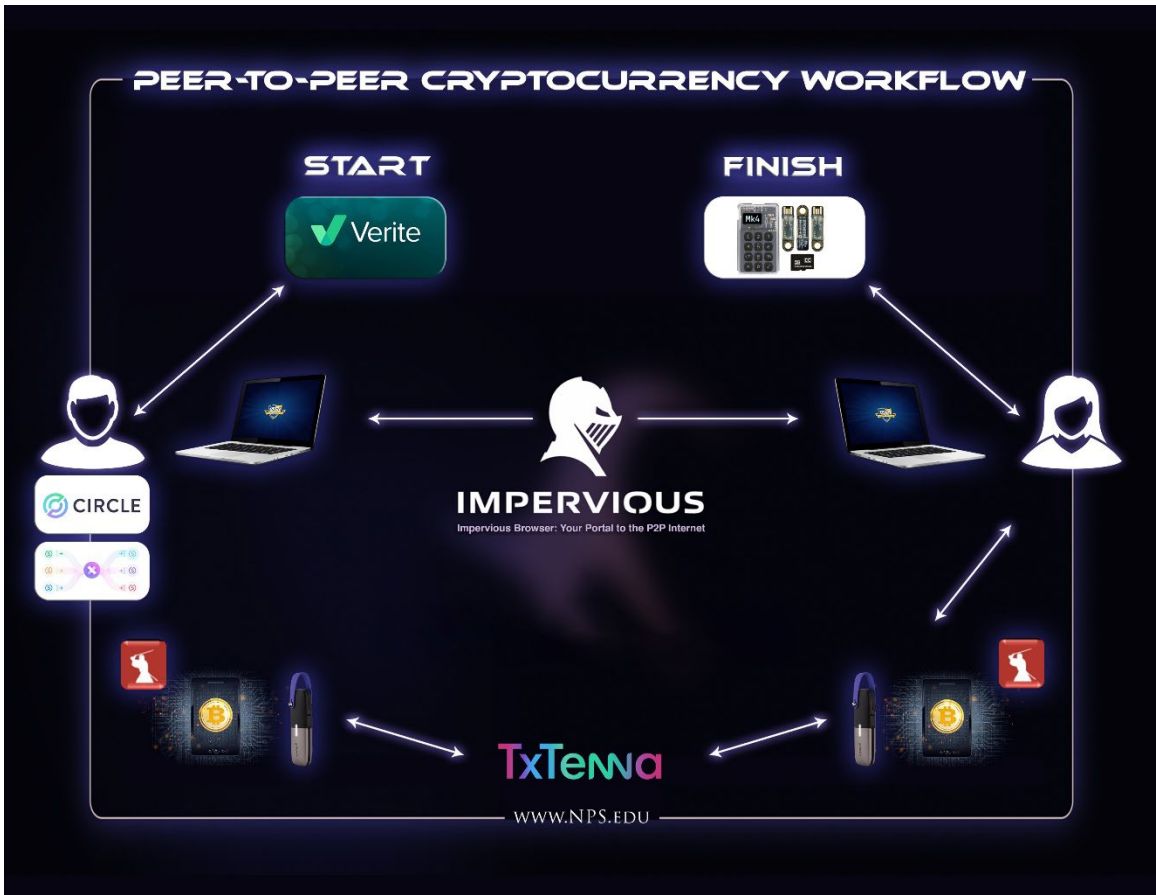 PEER-TO-PEER CRYPTOCURRENCY WORKFLOW
START
FINISH
Verite
Mk4
CIRCLE
IMPERVIOUS
Impervious Browser: Your Portal to the P2P Internet
TxTenna
WWW.NPS.EDU